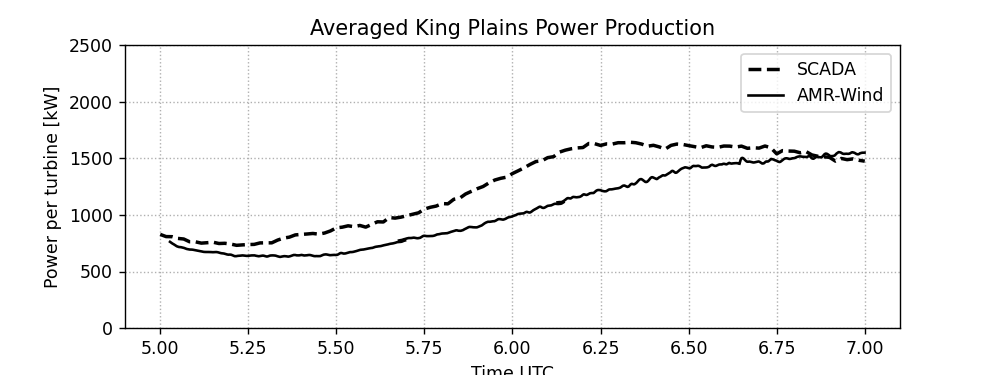 Averaged King Plains Power Production
2500
2000
1500
1000
500
0
Power per turbine [kW]
SCADA
AMR-Wind
5.00 5.25 5.50 5.75 6.00 6.25 6.50 6.75 7.00
Time UTC